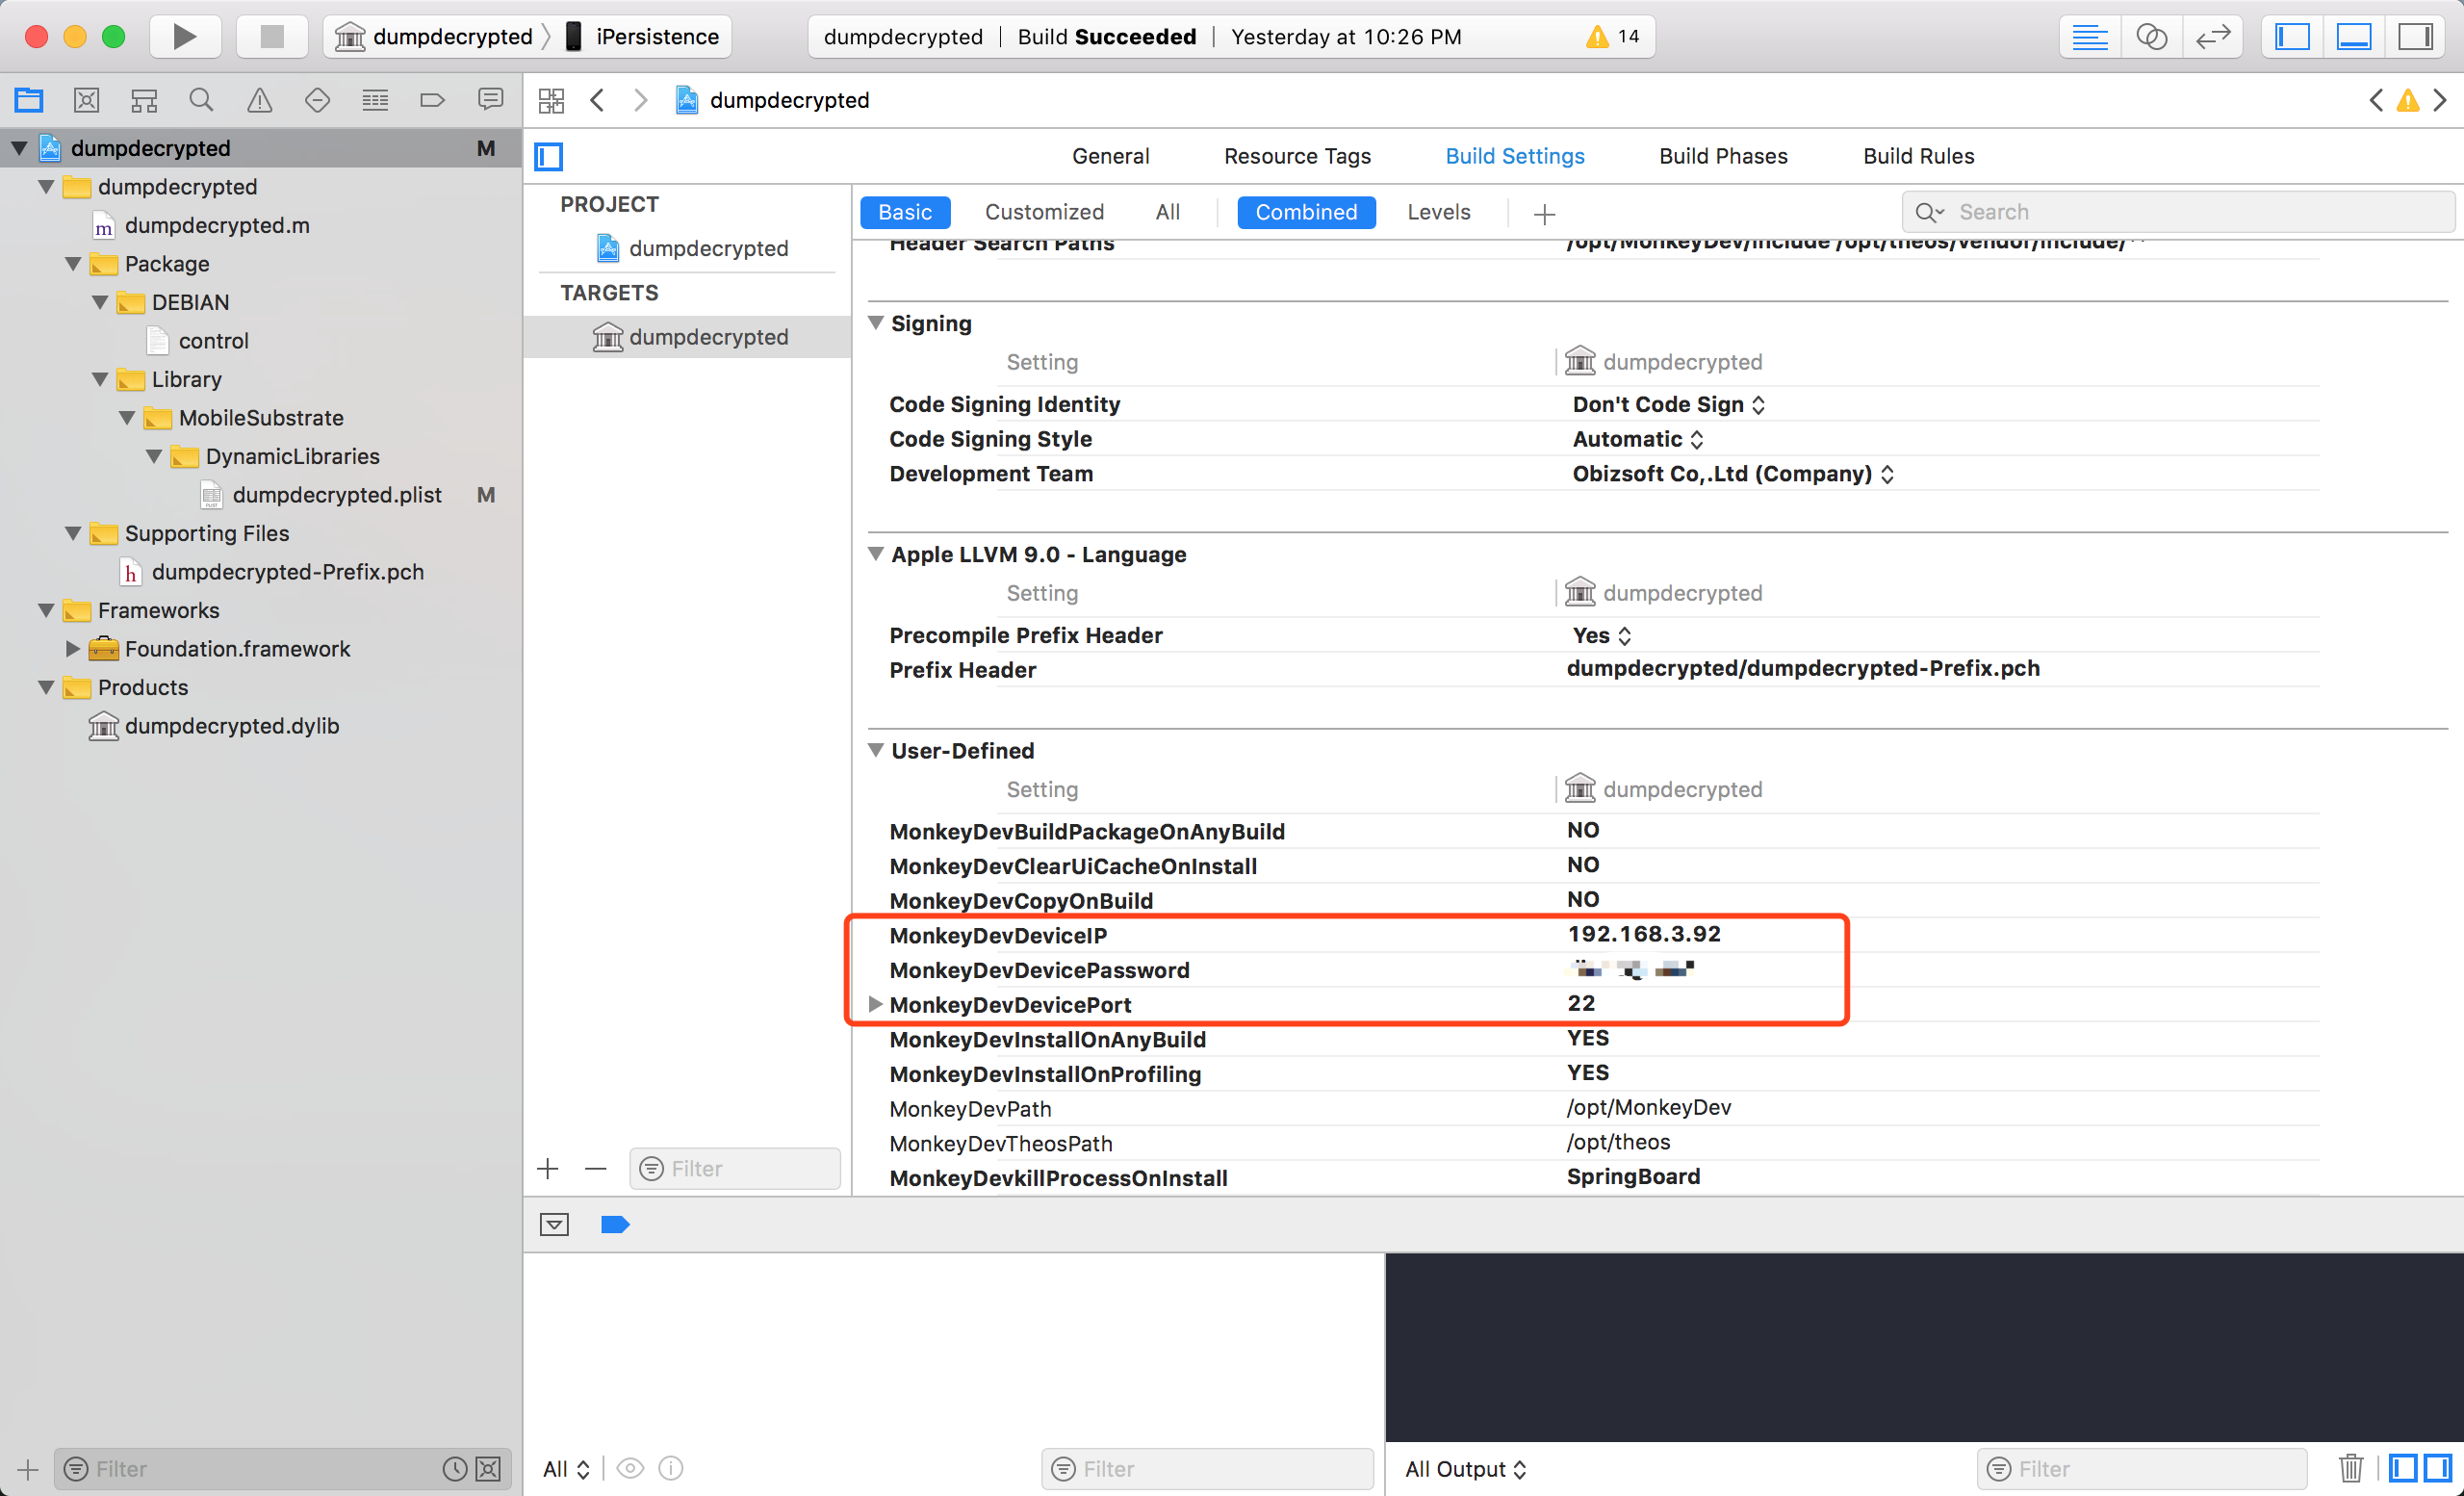 dumpdecrypted iPersistence
dumpdecrypted | Build Succeeded | Yesterday at 10:26 PM
14
dumpdecrypted
dumpdecrypted M
dumpdecrypted
m dumpdecrypted.m
Package
DEBIAN
control
Library
MobileSubstrate
DynamicLibraries
dumpdecrypted.plist M
Supporting Files
h dumpdecrypted-Prefix.pch
Frameworks
Foundation.framework
Products
dumpdecrypted.dylib
Filter
General Resource Tags Build Settings Build Phases Build Rules
PROJECT
dumpdecrypted
TARGETS
dumpdecrypted
Filter
Basic Customized All Combined Levels Search
Header Search Paths /opt/MonkeyDev/include /opt/theos/vendor/include/**
Signing
Setting dumpdecrypted
Code Signing Identity Don't Code Sign
Code Signing Style Automatic
Development Team Obizsoft Co,.Ltd (Company)
Apple LLVM 9.0 - Language
Setting dumpdecrypted
Precompile Prefix Header Yes
Prefix Header dumpdecrypted/dumpdecrypted-Prefix.pch
User-Defined
Setting dumpdecrypted
MonkeyDevBuildPackageOnAnyBuild NO
MonkeyDevClearUiCacheOnInstall NO
MonkeyDevCopyOnBuild NO
MonkeyDevDeviceIP 192.168.3.92
MonkeyDevDevicePassword
MonkeyDevDevicePort 22
MonkeyDevInstallOnAnyBuild YES
MonkeyDevInstallOnProfiling YES
MonkeyDevPath /opt/MonkeyDev
MonkeyDevTheosPath /opt/theos
MonkeyDevkillProcessOnInstall SpringBoard
All Filter
All Output Filter